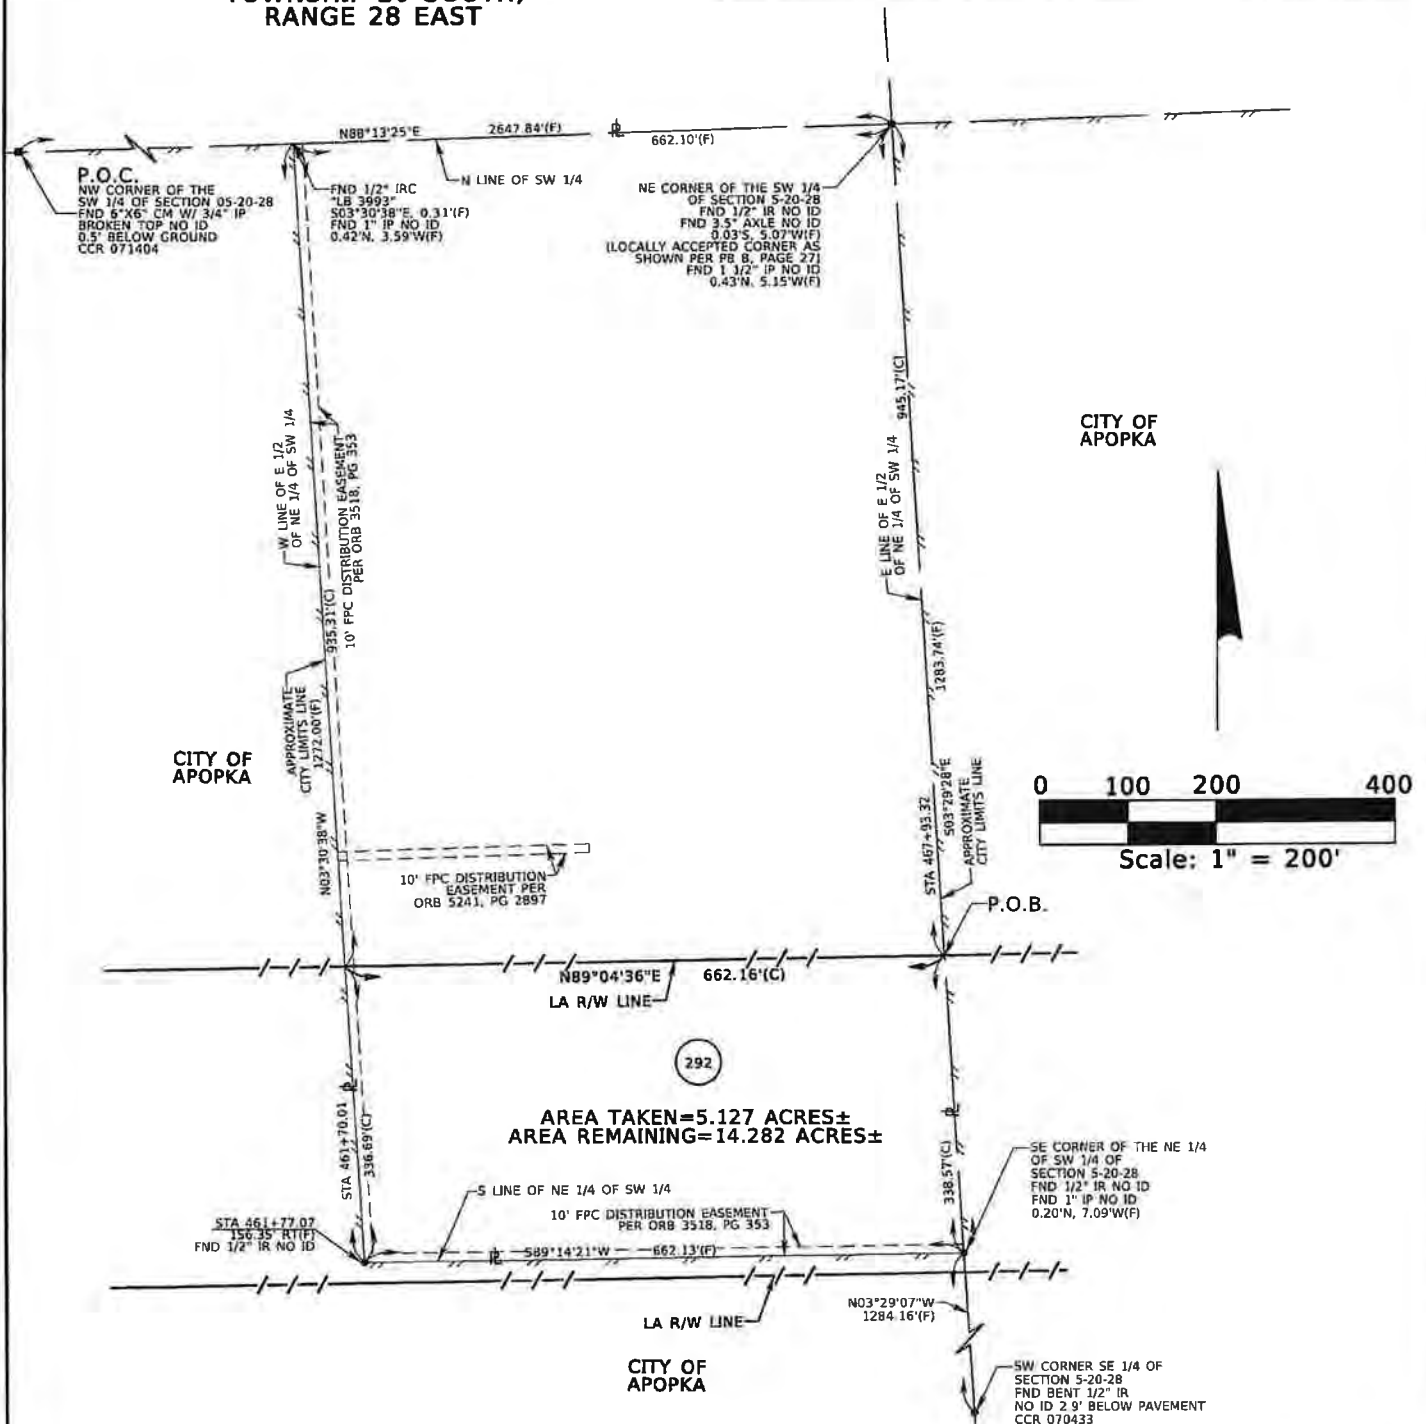 RANGE 28 EAST
N88°13'25"E
2647.84'(F)
662.10'(F)
P.O.C.
NW CORNER OF THE
SW 1/4 OF SECTION 05-20-28
FND 6"X6" CM W/ 3/4" IP
BROKEN TOP NO ID
0.5' BELOW GROUND
CCR 071404
FND 1/2" IRC
"LB 3993"
S03°30'38"E, 0.31'(F)
FND 1" IP NO ID
0.42'N, 3.59'W(F)
N LINE OF SW 1/4
NE CORNER OF THE SW 1/4
OF SECTION 5-20-28
FND 1/2" IR NO ID
FND 3.5" AXLE NO ID
0.03'S, 5.07'W(F)
(LOCALLY ACCEPTED CORNER AS
SHOWN PER PB B, PAGE 27)
FND 1 1/2" IP NO ID
0.43'N, 5.15'W(F)
W LINE OF E 1/2
OF NE 1/4 OF SW 1/4
10' FPC DISTRIBUTION EASEMENT
PER ORB 3518, PG 353
935.31'(C)
APPROXIMATE
CITY LIMITS LINE
1272.00'(F)
N03°30'38"W
CITY OF
APOPKA
945.17'(C)
E LINE OF E 1/2
OF NE 1/4 OF SW 1/4
1283.74'(F)
CITY OF
APOPKA
STA 467+93.32
S03°29'28"E
APPROXIMATE
CITY LIMITS LINE
0 100 200 400
Scale: 1" = 200'
10' FPC DISTRIBUTION
EASEMENT PER
ORB 5241, PG 2897
P.O.B.
N89°04'36"E 662.16'(C)
LA R/W LINE
292
AREA TAKEN=5.127 ACRES±
AREA REMAINING=14.282 ACRES±
STA 461+70.01
336.69'(C)
338.57'(C)
SE CORNER OF THE NE 1/4
OF SW 1/4 OF
SECTION 5-20-28
FND 1/2" IR NO ID
FND 1" IP NO ID
0.20'N, 7.09'W(F)
S LINE OF NE 1/4 OF SW 1/4
10' FPC DISTRIBUTION EASEMENT
PER ORB 3518, PG 353
STA 461+77.07
156.35' RT(F)
FND 1/2" IR NO ID
S89°14'21"W 662.13'(F)
LA R/W LINE
N03°29'07"W
1284.16'(F)
CITY OF
APOPKA
SW CORNER SE 1/4 OF
SECTION 5-20-28
FND BENT 1/2" IR
NO ID 2.9' BELOW PAVEMENT
CCR 070433